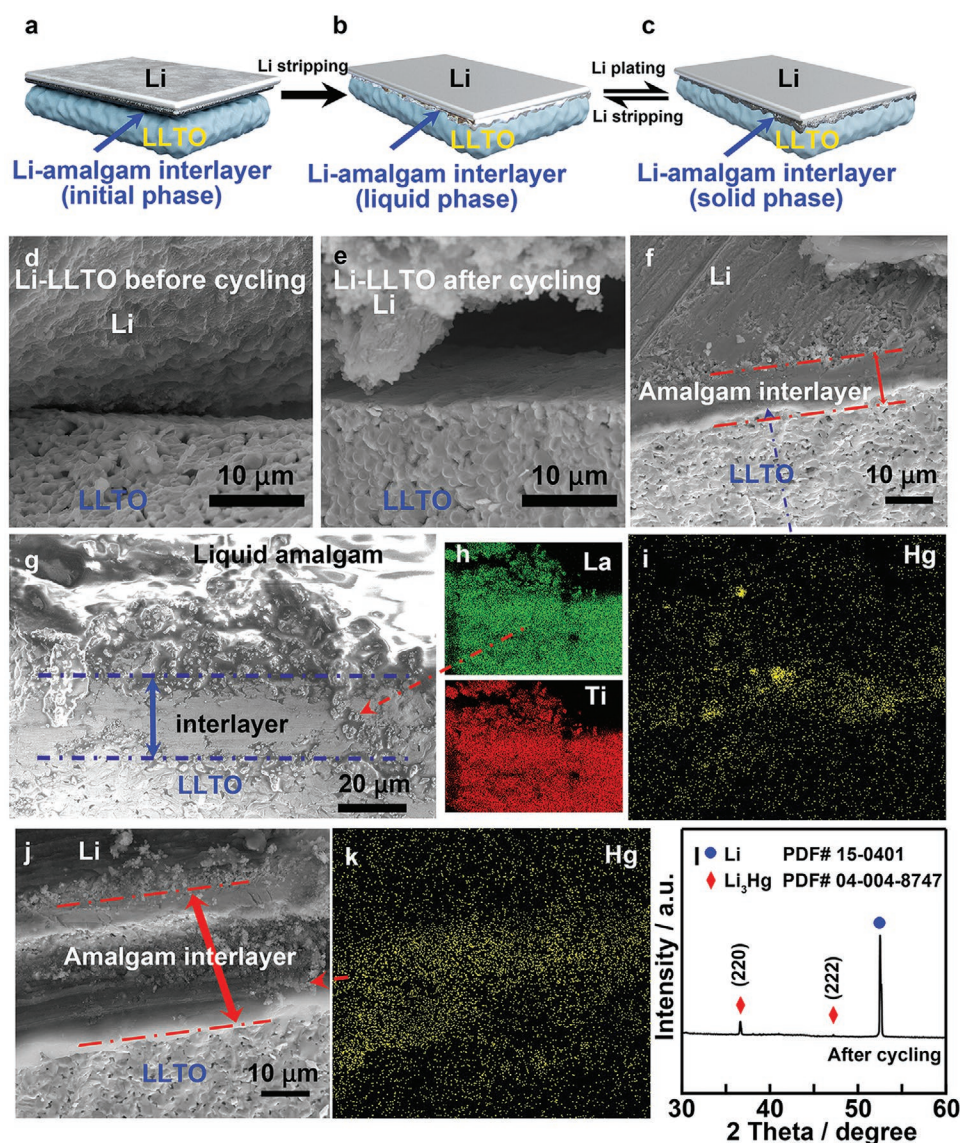 a
b
c
Li
Li stripping
Li
Li plating
Li stripping
Li
LLTO
LLTO
LLTO
Li-amalgam interlayer
(initial phase)
Li-amalgam interlayer
(liquid phase)
Li-amalgam interlayer
(solid phase)
d
Li-LLTO before cycling
Li
10 μm
LLTO
e
Li-LLTO after cycling
Li
10 μm
LLTO
f
Li
Amalgam interlayer
LLTO
10 μm
g
Liquid amalgam
interlayer
LLTO
20 μm
h
La
Ti
i
Hg
j
Li
Amalgam interlayer
LLTO
10 μm
k
Hg
l
Li PDF# 15-0401
Li₃Hg PDF# 04-004-8747
(220)
(222)
After cycling
Intensity / a.u.
30 40 50 60
2 Theta / degree